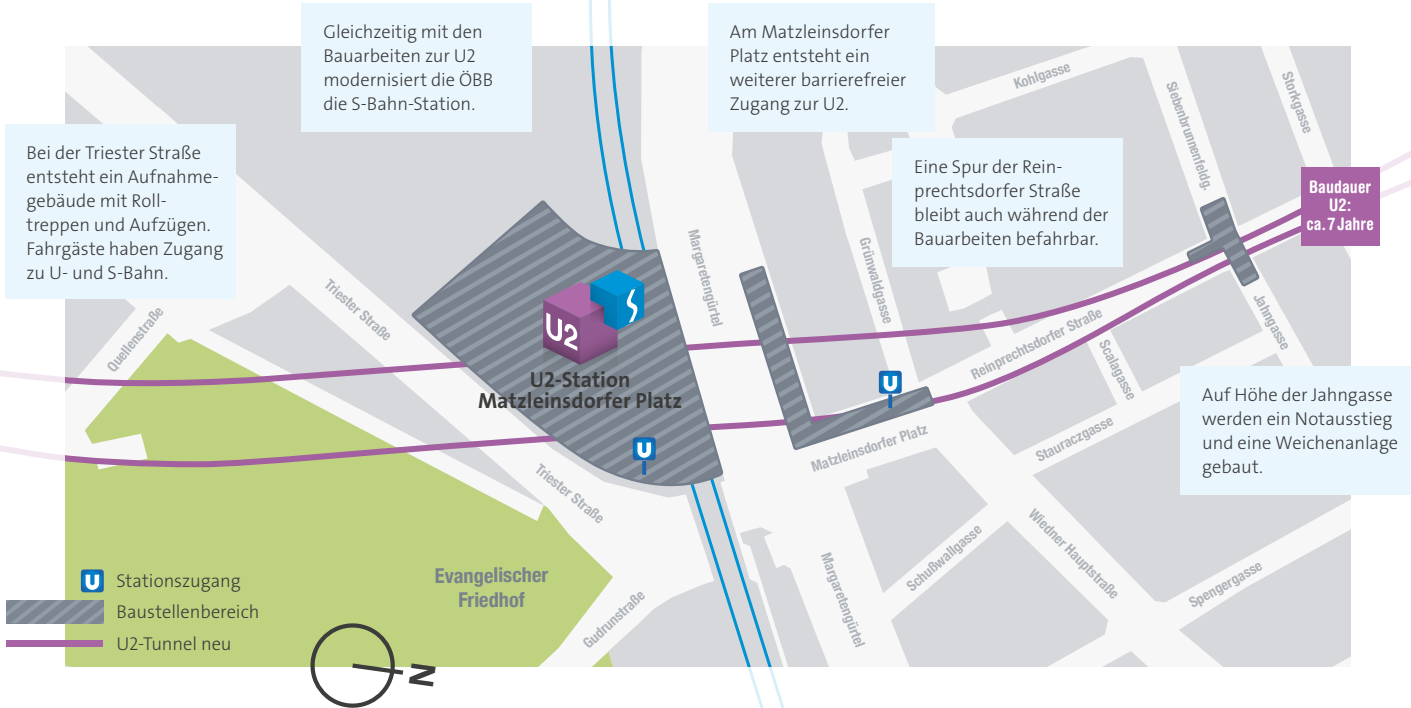 Gleichzeitig mit den
Bauarbeiten zur U2
modernisiert die ÖBB
die S-Bahn-Station.
Am Matzleinsdorfer
Platz entsteht ein
weiterer barrierefreier
Zugang zur U2.
Bei der Triester Straße
entsteht ein Aufnahme-
gebäude mit Roll-
treppen und Aufzügen.
Fahrgäste haben Zugang
zu U- und S-Bahn.
Eine Spur der Rein-
prechtsdorfer Straße
bleibt auch während der
Bauarbeiten befahrbar.
Baudauer
U2:
ca. 7 Jahre
Auf Höhe der Jahngasse
werden ein Notausstieg
und eine Weichenanlage
gebaut.
Kohlgasse
Siebenbrunnenfeldg.
Storkgasse
Margaretengürtel
Grünwaldgasse
Triester Straße
Quellenstraße
Jahngasse
Reinprechtsdorfer Straße
Scalagasse
U2
S
U2-Station
Matzleinsdorfer Platz
U
U
Matzleinsdorfer Platz
Stauraczgasse
Triester Straße
Wiedner Hauptstraße
Schußwallgasse
Margaretengürtel
Spengergasse
Evangelischer
Friedhof
Gudrunstraße
U Stationszugang
Baustellenbereich
U2-Tunnel neu
N